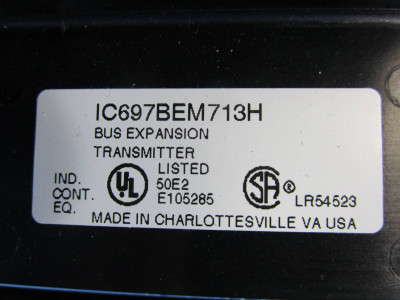 IC697BEM713H
BUS EXPANSION
TRANSMITTER
IND. UL LISTED
CONT. 50E2
EQ. E105285 SA ® LR54523
MADE IN CHARLOTTESVILLE VA USA